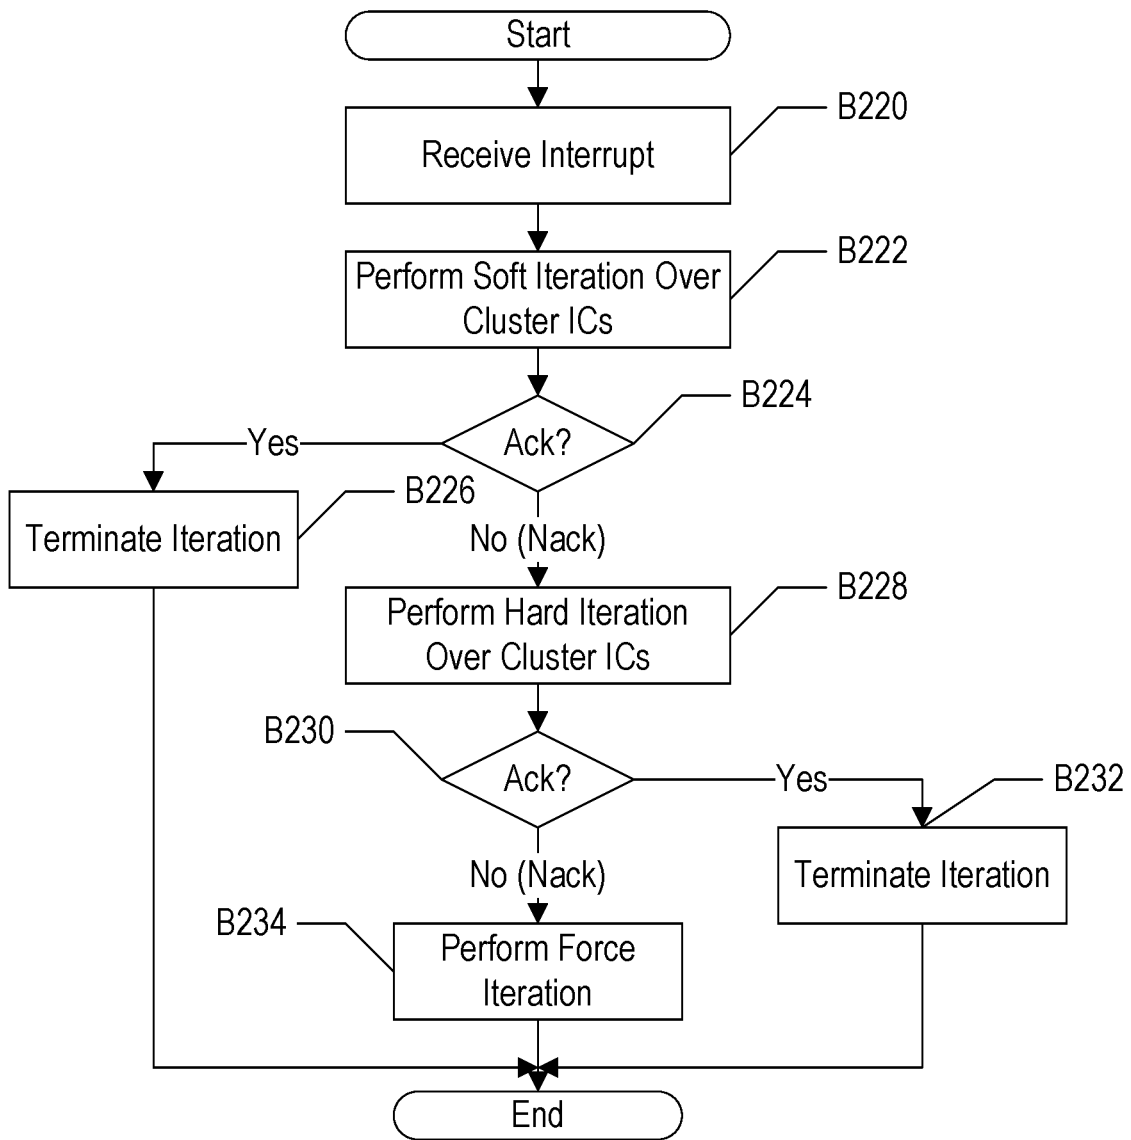 Start
B220
Receive Interrupt
B222
Perform Soft Iteration Over
Cluster ICs
B224
Yes
Ack?
B226
Terminate Iteration
No (Nack)
B228
Perform Hard Iteration
Over Cluster ICs
B230
Ack?
Yes
B232
No (Nack)
Terminate Iteration
B234
Perform Force
Iteration
End